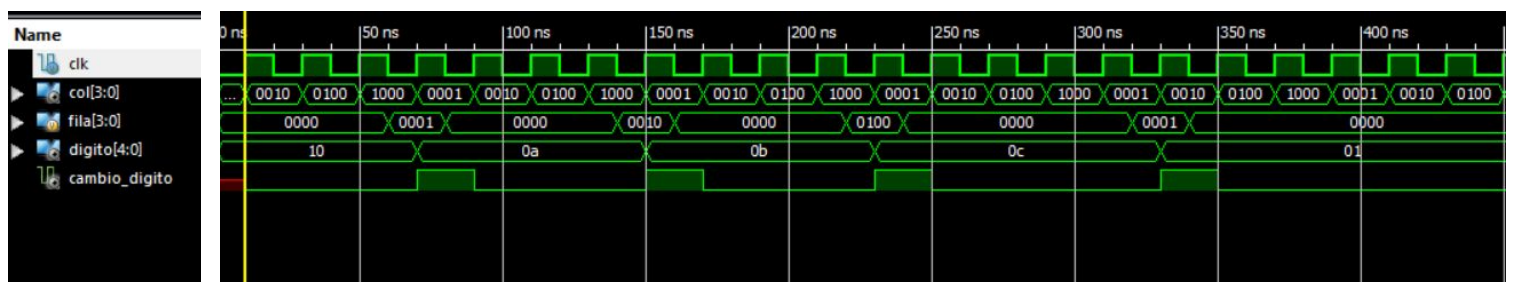 Name 0 ns 50 ns 100 ns 150 ns 200 ns 250 ns 300 ns 350 ns 400 ns
clk
col[3:0] ... 0010 0100 1000 0001 0010 0100 1000 0001 0010 0100 1000 0001 0010 0100 1000 0001 0010 0100 1000 0001 0010 0100
fila[3:0] 0000 0001 0000 0010 0000 0100 0000 0001 0000
digito[4:0] 10 0a 0b 0c 01
cambio_digito